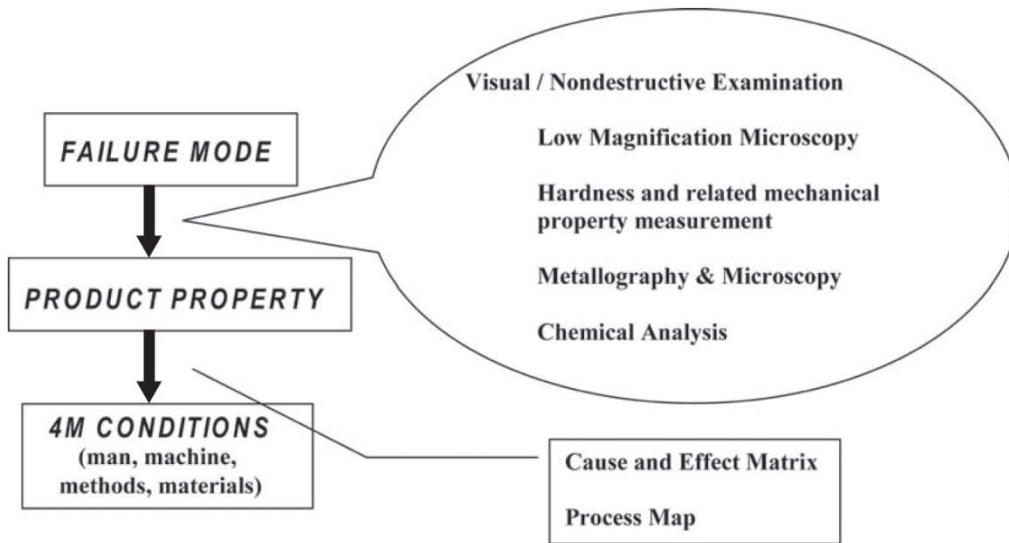 FAILURE MODE
PRODUCT PROPERTY
4M CONDITIONS
(man, machine,
methods, materials)
Visual / Nondestructive Examination
Low Magnification Microscopy
Hardness and related mechanical
property measurement
Metallography & Microscopy
Chemical Analysis
Cause and Effect Matrix
Process Map